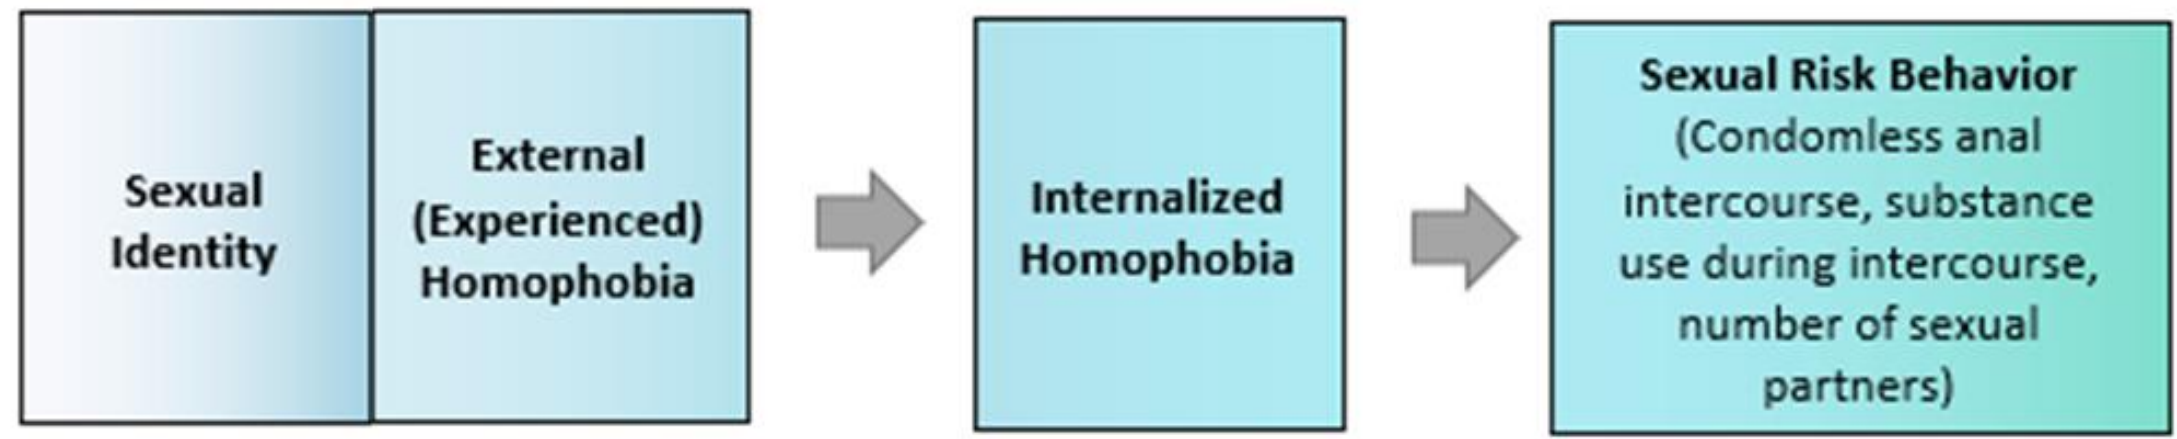 Sexual
Identity
External
(Experienced)
Homophobia
Internalized
Homophobia
Sexual Risk Behavior
(Condomless anal
intercourse, substance
use during intercourse,
number of sexual
partners)